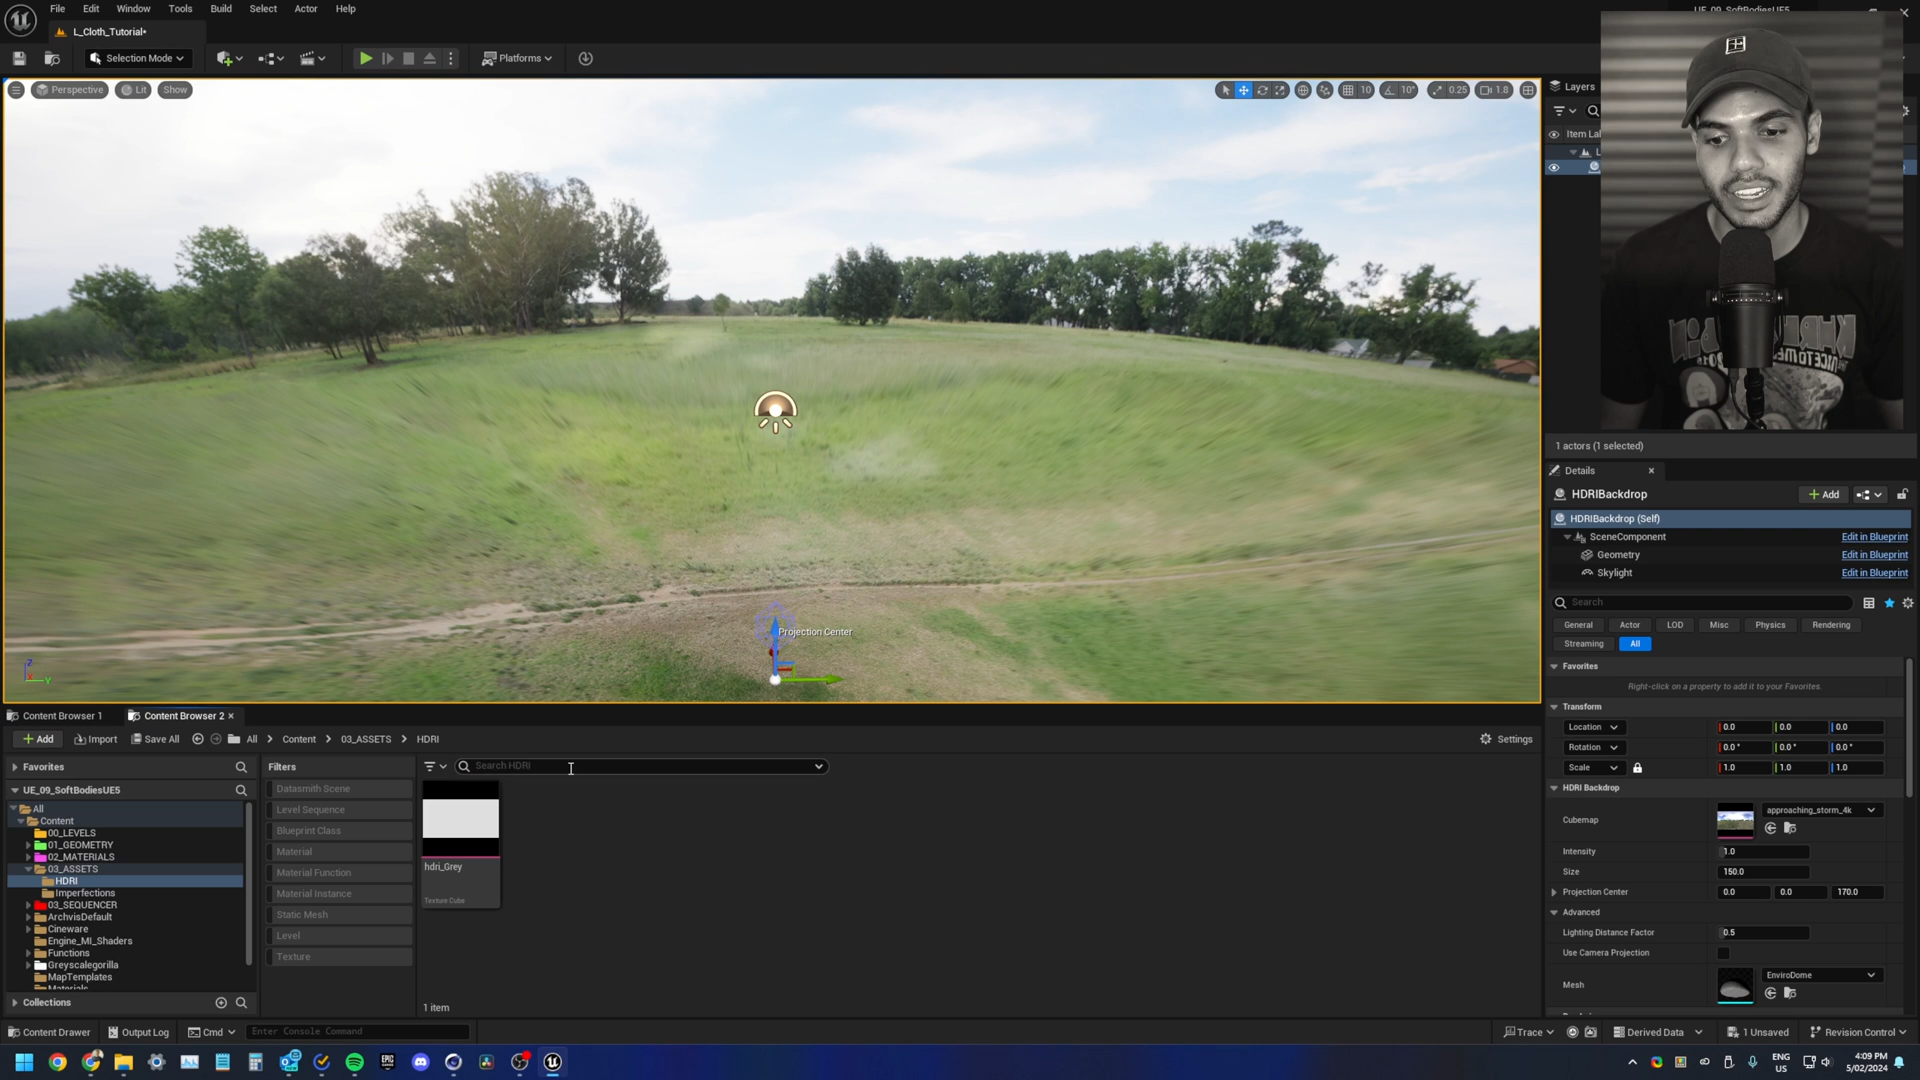 File Edit Window Tools Build Select Actor Help
L_Cloth_Tutorial*
Selection Mode
Platforms
Perspective Lit Show
10 10° 0.25 1.8
Projection Center
Layers
Item Lal
1 actors (1 selected)
Details
HDRIBackdrop
Add
HDRIBackdrop (Self)
SceneComponent Edit in Blueprint
Geometry Edit in Blueprint
Skylight Edit in Blueprint
Search
General Actor LOD Misc Physics Rendering
Streaming All
Favorites
Right-click on a property to add it to your Favorites.
Transform
Location 0.0 0.0 0.0
Rotation 0.0 ° 0.0 ° 0.0 °
Scale 1.0 1.0 1.0
HDRI Backdrop
Cubemap approaching_storm_4k
Intensity 1.0
Size 150.0
Projection Center 0.0 0.0 170.0
Advanced
Lighting Distance Factor 0.5
Use Camera Projection
Mesh EnviroDome
Content Browser 1 Content Browser 2
Add Import Save All All > Content > 03_ASSETS > HDRI Settings
Favorites
UE_09_SoftBodiesUE5
All
Content
00_LEVELS
01_GEOMETRY
02_MATERIALS
03_ASSETS
HDRI
Imperfections
03_SEQUENCER
ArchvisDefault
Cineware
Engine_MI_Shaders
Functions
Greyscalegorilla
MapTemplates
Materials
Collections
Filters
Datasmith Scene
Level Sequence
Blueprint Class
Material
Material Function
Material Instance
Static Mesh
Level
Texture
Search HDRI
hdri_Grey
Texture Cube
1 item
Content Drawer Output Log Cmd Enter Console Command
Trace Derived Data 1 Unsaved Revision Control
ENG
US
4:09 PM
5/02/2024